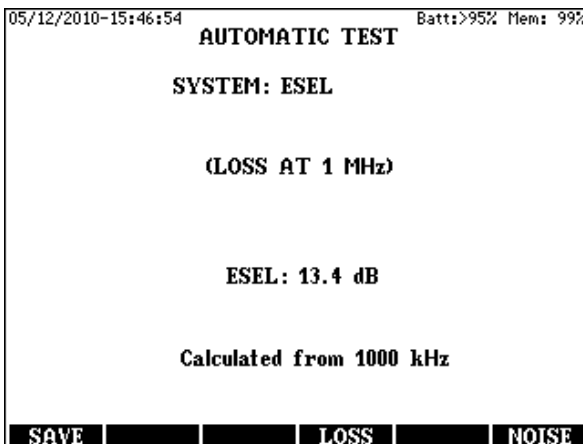 05/12/2010-15:46:54 Batt:>95% Mem: 99%
AUTOMATIC TEST
SYSTEM: ESEL
(LOSS AT 1 MHz)
ESEL: 13.4 dB
Calculated from 1000 kHz
SAVE LOSS NOISE